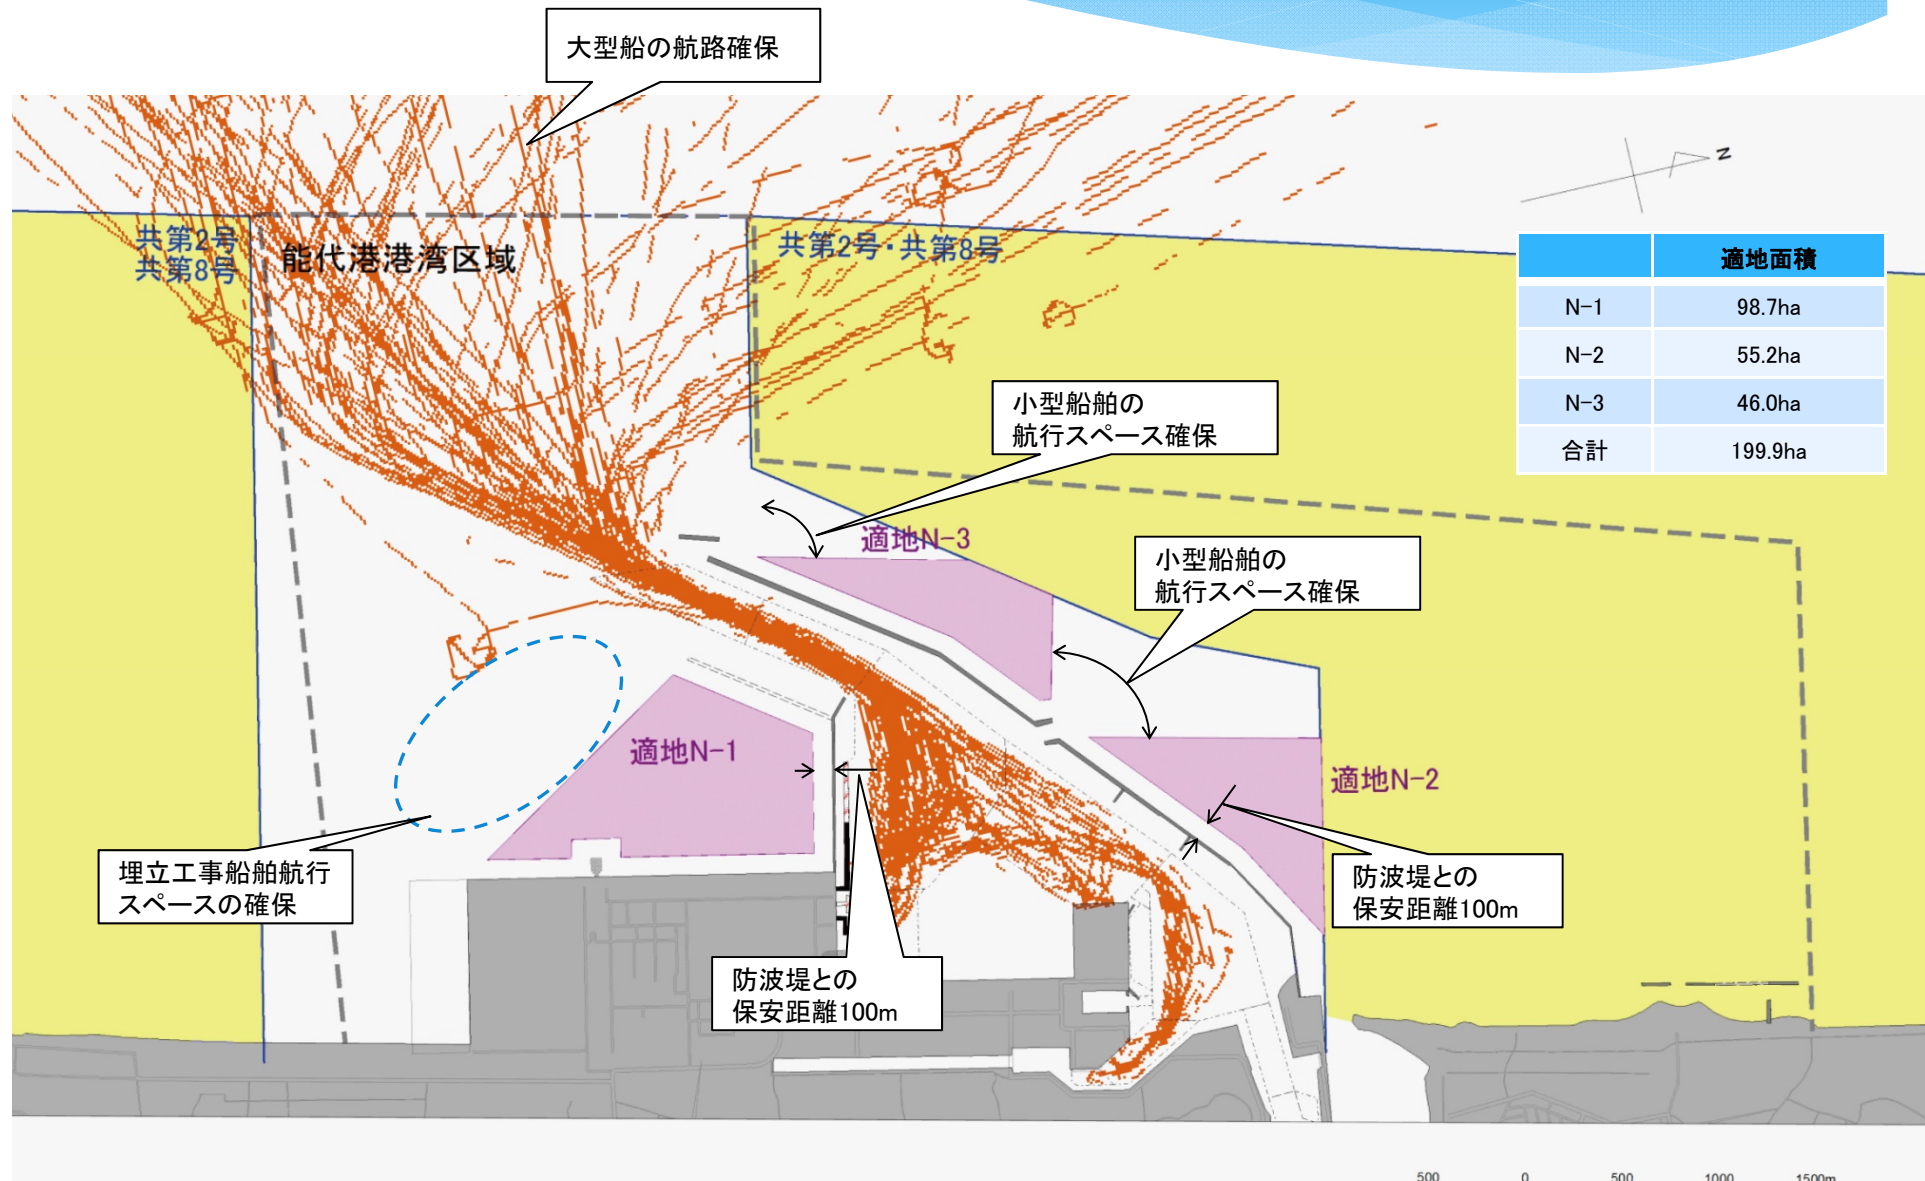 大型船の航路確保
N
共第2号
共第8号
能代港港湾区域
共第2号・共第8号
適地面積
N-1 98.7ha
N-2 55.2ha
N-3 46.0ha
合計 199.9ha
小型船舶の
航行スペース確保
適地N-3
小型船舶の
航行スペース確保
適地N-1
適地N-2
埋立工事船舶航行
スペースの確保
防波堤との
保安距離100m
防波堤との
保安距離100m
500 0 500 1000 1500m